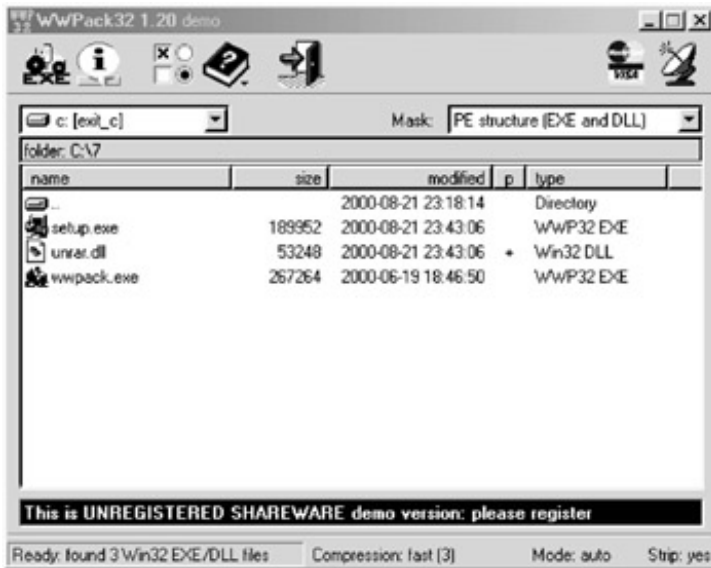 WWPack32 1.20 demo
EXE
VISA
c: [exit_c] Mask: PE structure (EXE and DLL)
folder: C:\7
name size modified p type
.. 2000-08-21 23:18:14 Directory
setup.exe 189952 2000-08-21 23:43:06 WWP32 EXE
unrar.dll 53248 2000-08-21 23:43:06 + Win32 DLL
wwpack.exe 267264 2000-06-19 18:46:50 WWP32 EXE
This is UNREGISTERED SHAREWARE demo version: please register
Ready: found 3 Win32 EXE/DLL files Compression: fast (3) Mode: auto Strip: yes